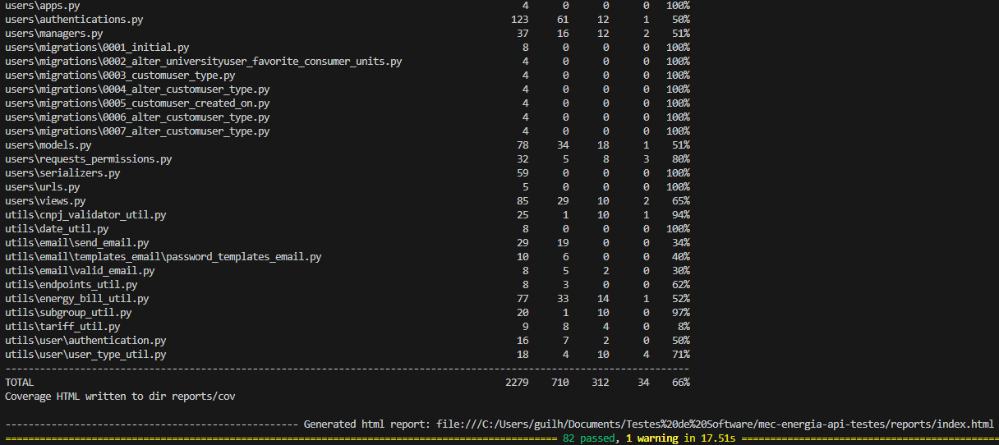 users\apps.py 4 0 0 0 100%
users\authentications.py 123 61 12 1 50%
users\managers.py 37 16 12 2 51%
users\migrations\0001_initial.py 8 0 0 0 100%
users\migrations\0002_alter_universityuser_favorite_consumer_units.py 4 0 0 0 100%
users\migrations\0003_customuser_type.py 4 0 0 0 100%
users\migrations\0004_alter_customuser_type.py 4 0 0 0 100%
users\migrations\0005_customuser_created_on.py 4 0 0 0 100%
users\migrations\0006_alter_customuser_type.py 4 0 0 0 100%
users\migrations\0007_alter_customuser_type.py 4 0 0 0 100%
users\models.py 78 34 18 1 51%
users\requests_permissions.py 32 5 8 3 80%
users\serializers.py 59 0 0 0 100%
users\urls.py 5 0 0 0 100%
users\views.py 85 29 10 2 65%
utils\cnpj_validator_util.py 25 1 10 1 94%
utils\date_util.py 8 0 0 0 100%
utils\email\send_email.py 29 19 0 0 34%
utils\email\templates_email\password_templates_email.py 10 6 0 0 40%
utils\email\valid_email.py 8 5 2 0 30%
utils\endpoints_util.py 8 3 0 0 62%
utils\energy_bill_util.py 77 33 14 1 52%
utils\subgroup_util.py 20 1 10 0 97%
utils\tariff_util.py 9 8 4 0 8%
utils\user\authentication.py 16 7 2 0 50%
utils\user\user_type_util.py 18 4 10 4 71%
TOTAL 2279 710 312 34 66%
Coverage HTML written to dir reports/cov
Generated html report: file:///C:/Users/guilh/Documents/Testes%20de%20Software/mec-energia-api-testes/reports/index.html
82 passed, 1 warning in 17.51s